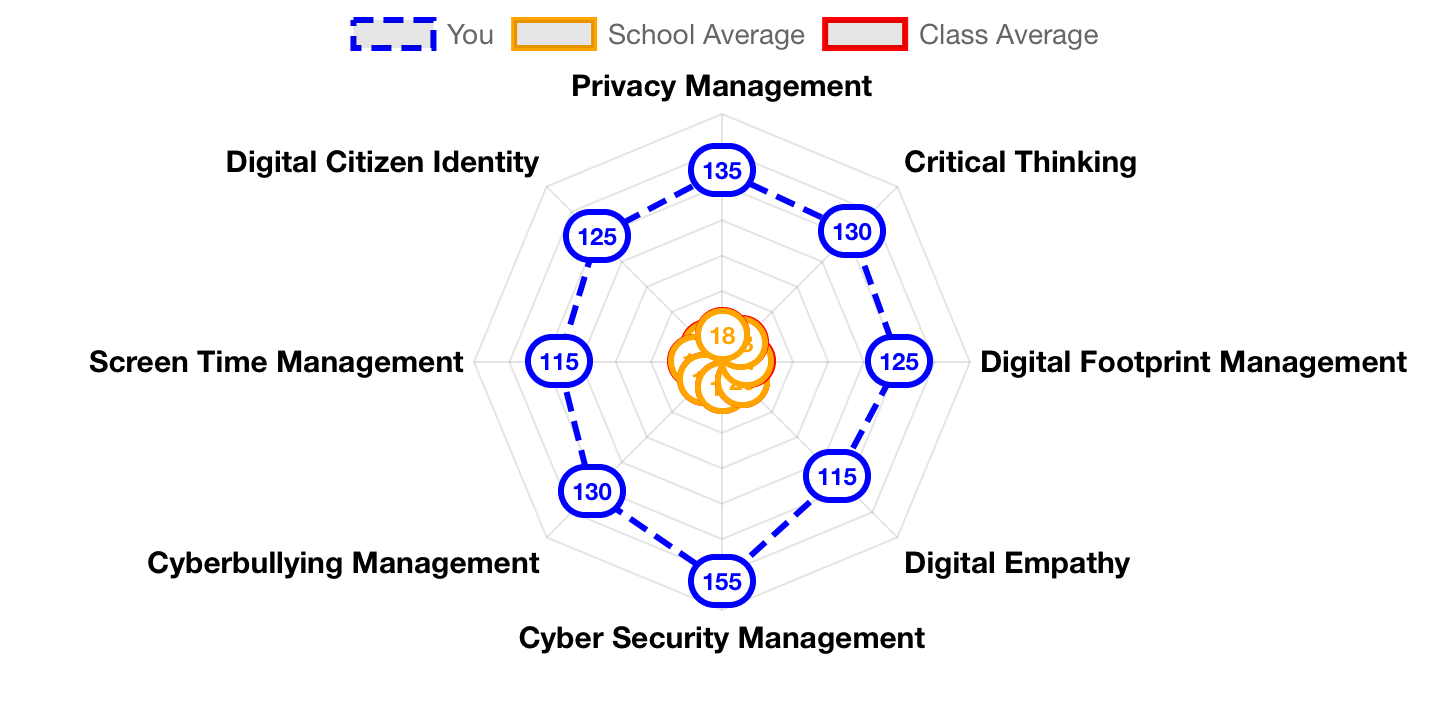 You School Average Class Average
Privacy Management
Digital Citizen Identity Critical Thinking
135
125 130
18
Screen Time Management 115 125 Digital Footprint Management
115
130
Cyberbullying Management Digital Empathy
155
Cyber Security Management